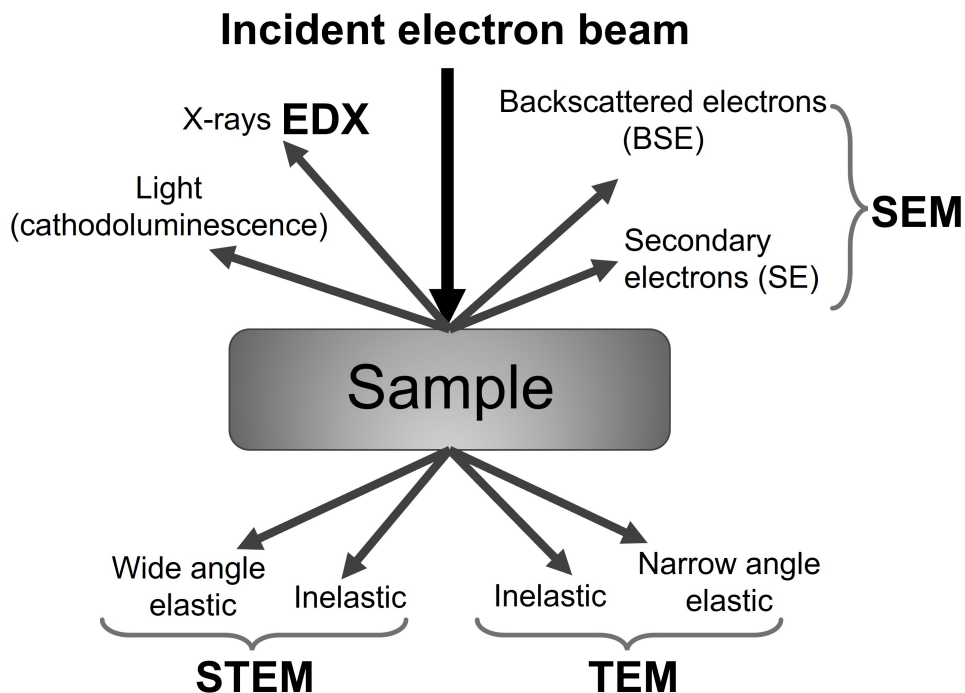 Incident electron beam
X-rays EDX
Backscattered electrons
(BSE)
SEM
Light
(cathodoluminescence)
Secondary
electrons (SE)
Sample
Wide angle
elastic
Inelastic
Inelastic
Narrow angle
elastic
STEM
TEM